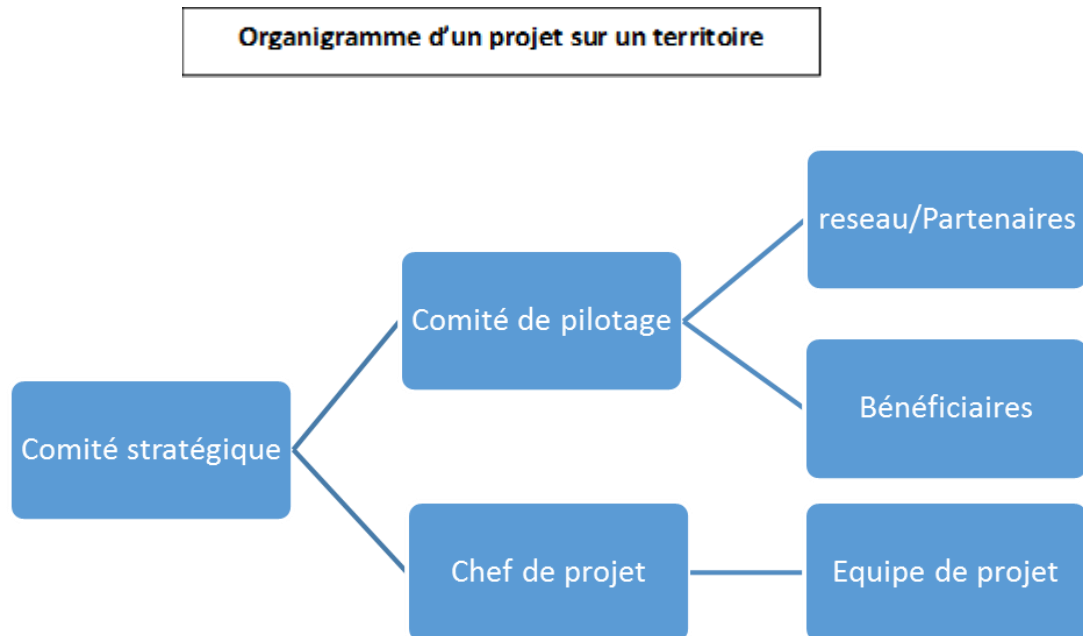 Organigramme d'un projet sur un territoire
reseau/Partenaires
Comité de pilotage
Bénéficiaires
Comité stratégique
Chef de projet
Equipe de projet